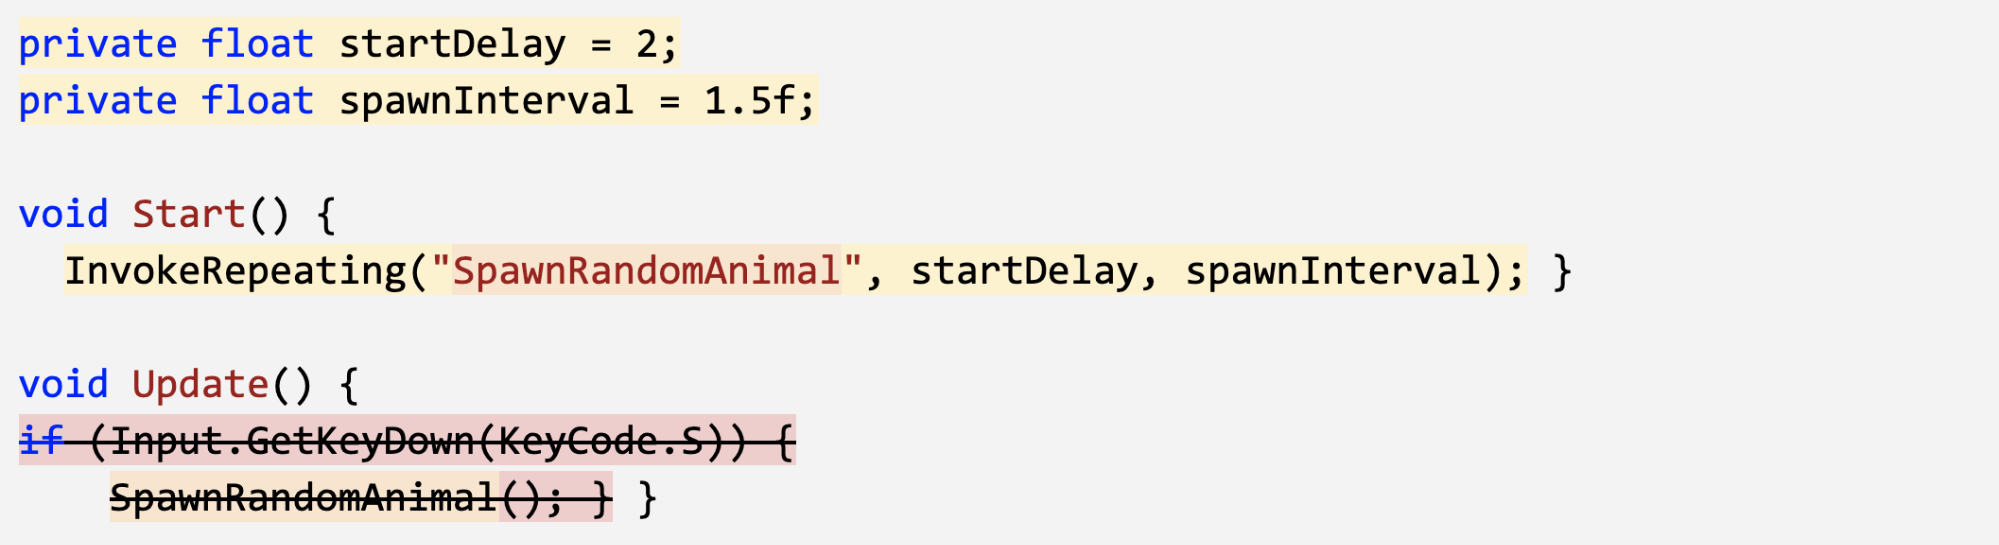 private float startDelay = 2;
private float spawnInterval = 1.5f;
void Start() {
InvokeRepeating("SpawnRandomAnimal", startDelay, spawnInterval); }
void Update() {
if (Input.GetKeyDown(KeyCode.S)) {
SpawnRandomAnimal(); } }